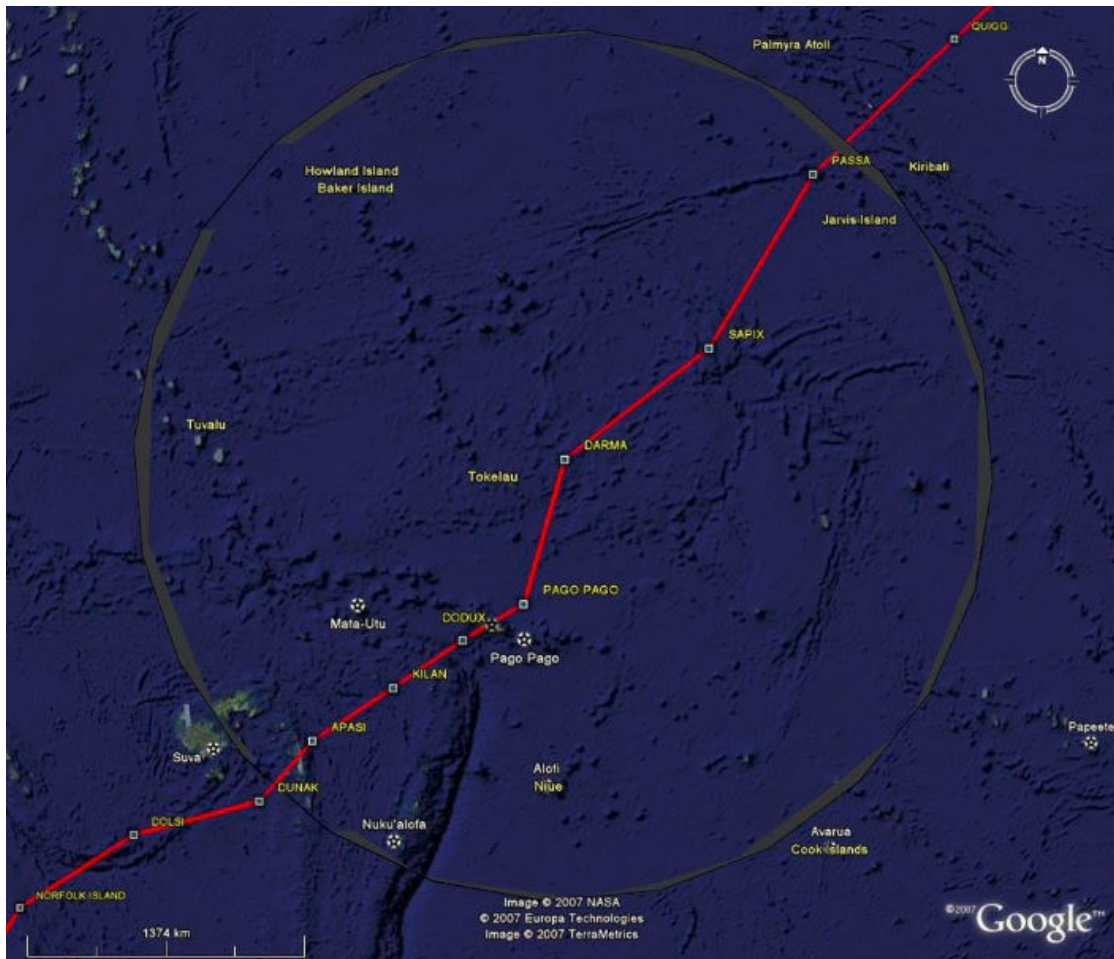 QUIGG
Palmyra Atoll
N
Howland Island
Baker Island
PASSA
Kiribati
Jarvis Island
SAPIX
Tuvalu
DARMA
Tokelau
PAGO PAGO
Mata-Utu
DODUX
Pago Pago
KILAN
APASI
Papeete
Suva
Alofi
Niue
DUNAK
DOLSI
Nuku'alofa
Avarua
Cook Islands
NORFOLK ISLAND
Image © 2007 NASA
© 2007 Europa Technologies
Image © 2007 TerraMetrics
©2007 Google™
1374 km